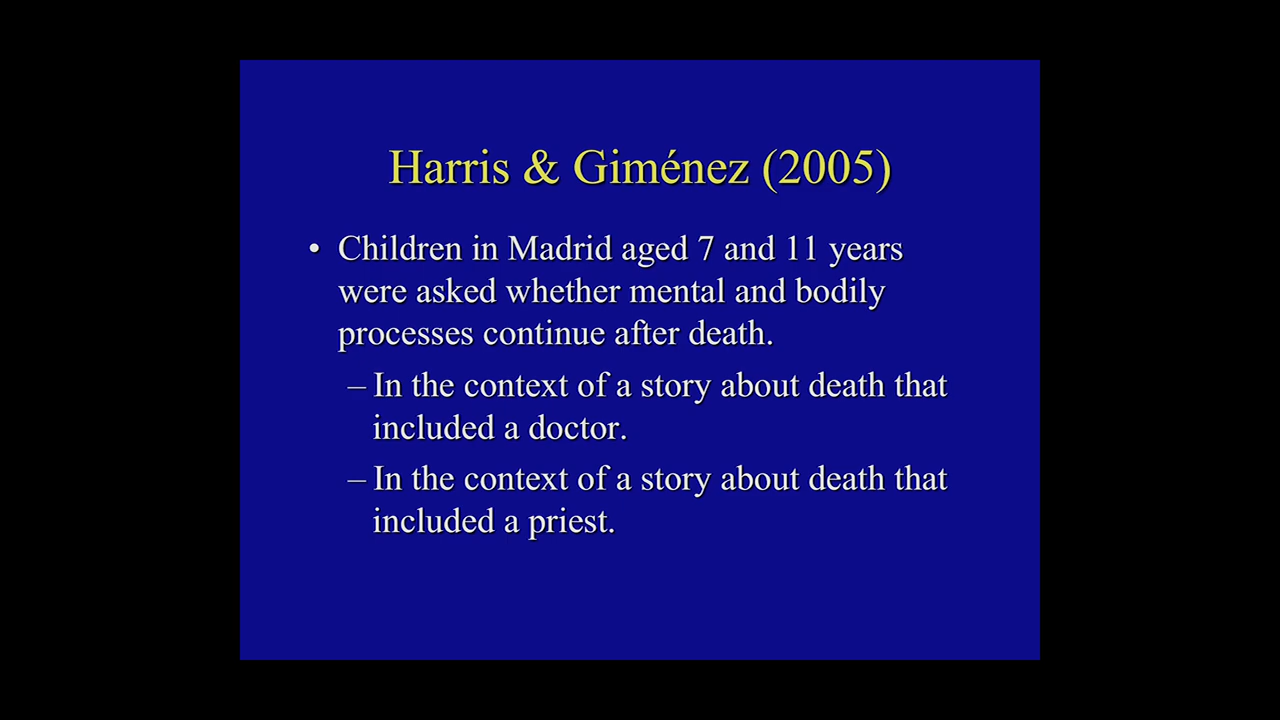 Harris & Giménez (2005)
• Children in Madrid aged 7 and 11 years
were asked whether mental and bodily
processes continue after death.
– In the context of a story about death that
included a doctor.
– In the context of a story about death that
included a priest.